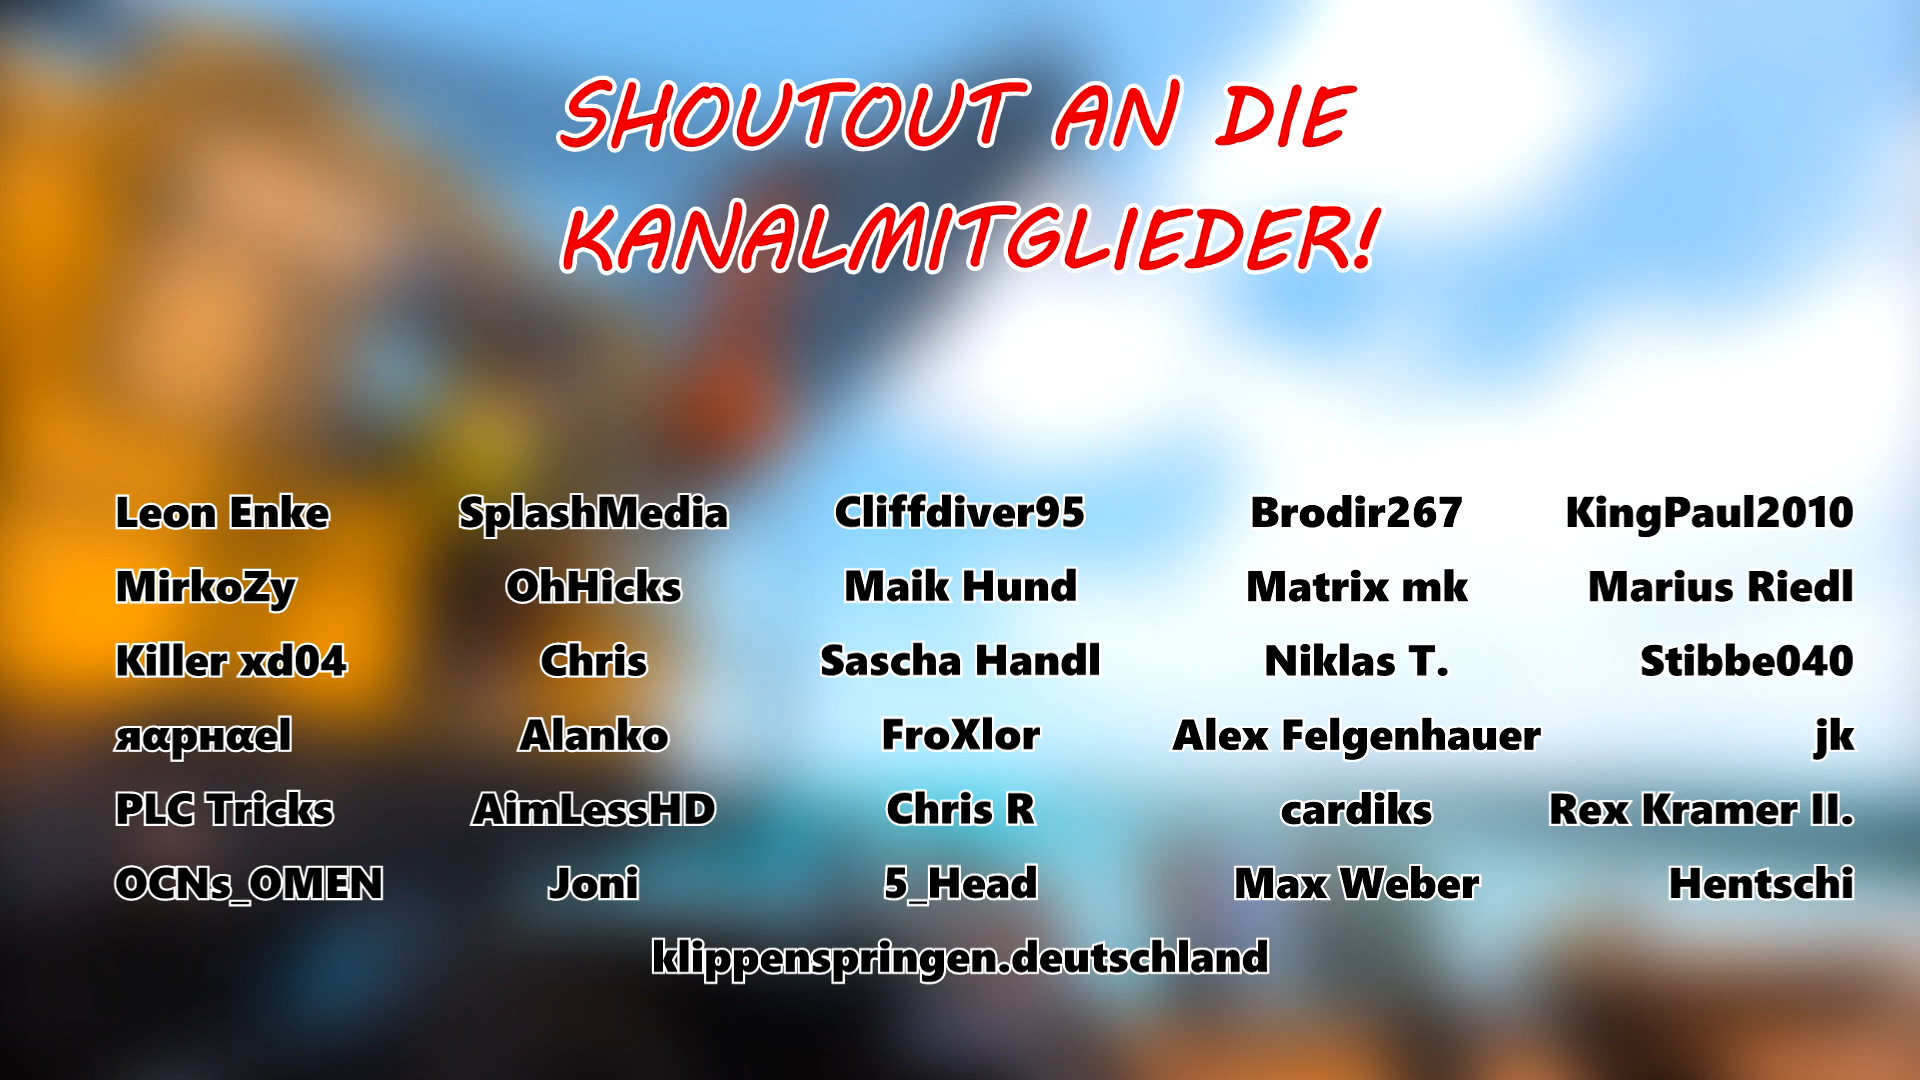 SHOUTOUT AN DIE
KANALMITGLIEDER!
Leon Enke SplashMedia Cliffdiver95 Brodir267 KingPaul2010
MirkoZy OhHicks Maik Hund Matrix mk Marius Riedl
Killer xd04 Chris Sascha Handl Niklas T. Stibbe040
яαρнαel Alanko FroXlor Alex Felgenhauer jk
PLC Tricks AimLessHD Chris R cardiks Rex Kramer II.
OCNs_OMEN Joni 5_Head Max Weber Hentschi
klippenspringen.deutschland